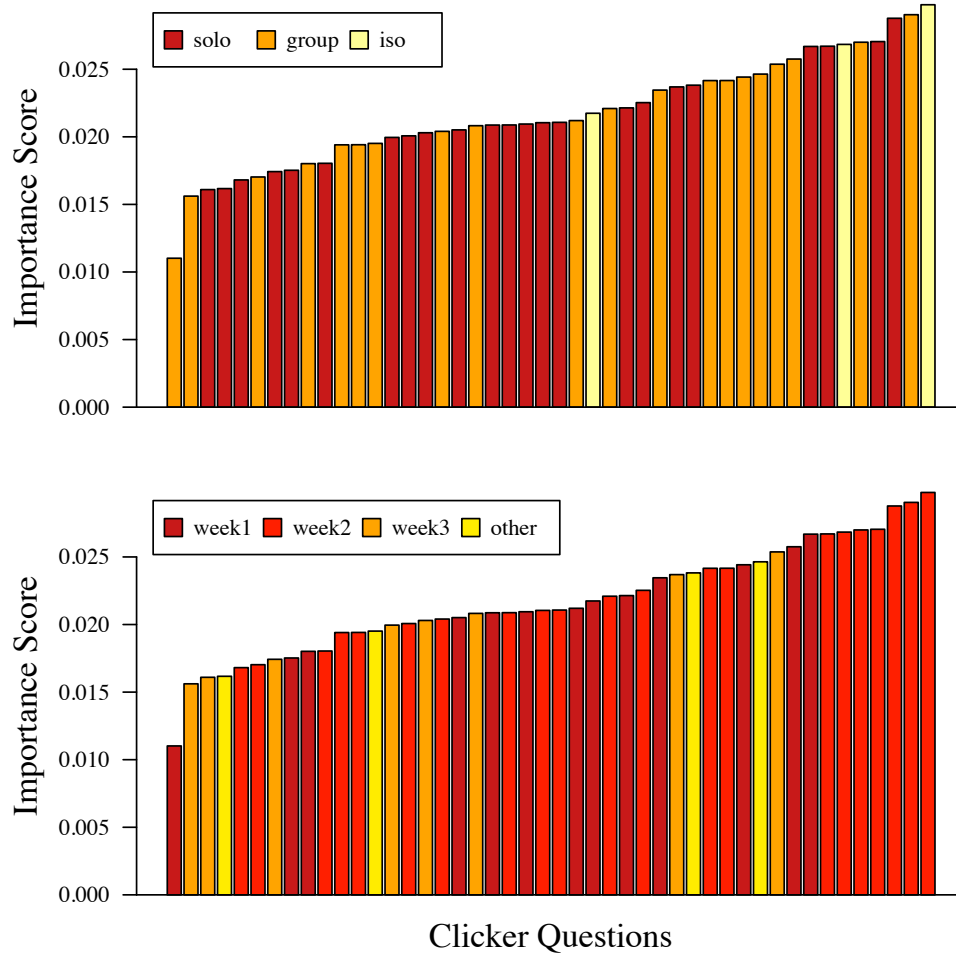 solo group iso
Importance Score
0.025
0.020
0.015
0.010
0.005
0.000
week1 week2 week3 other
Importance Score
0.025
0.020
0.015
0.010
0.005
0.000
Clicker Questions